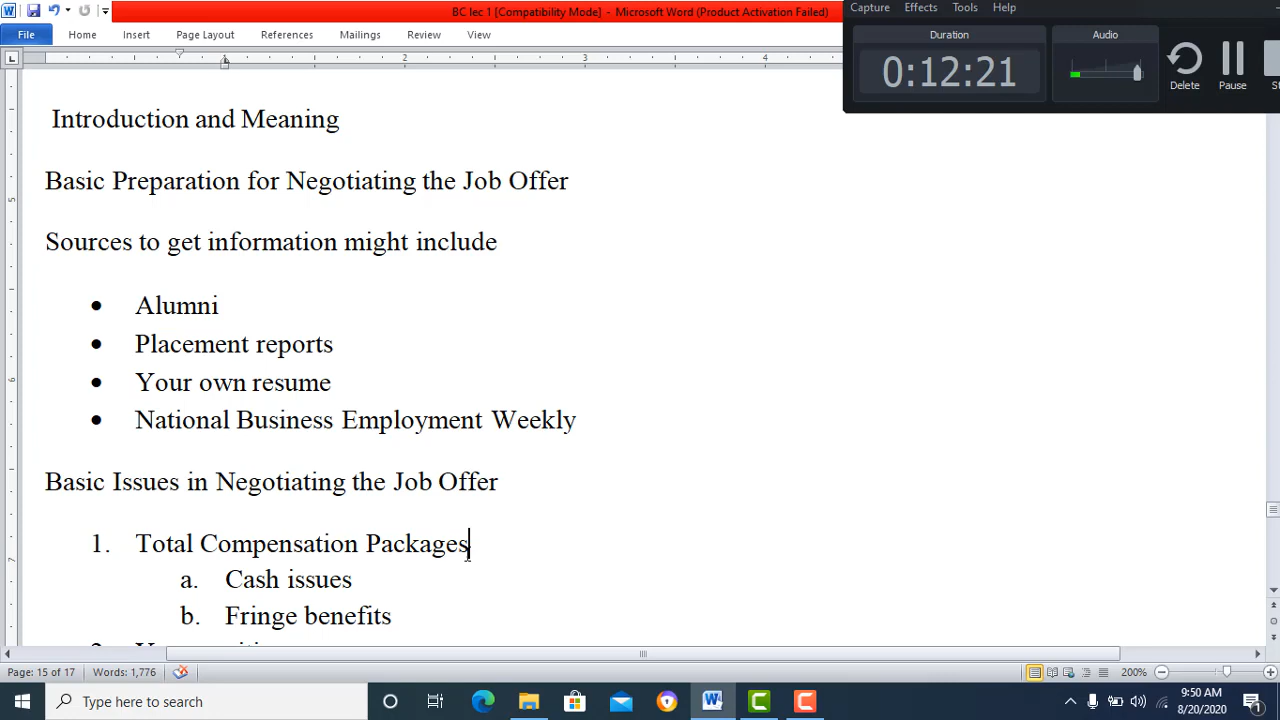 BC lec 1 [Compatibility Mode] - Microsoft Word (Product Activation Failed)
Capture Effects Tools Help
File Home Insert Page Layout References Mailings Review View
Duration Audio
0:12:21
Delete Pause
1 2 3 4
Introduction and Meaning
Basic Preparation for Negotiating the Job Offer
Sources to get information might include
• Alumni
• Placement reports
• Your own resume
• National Business Employment Weekly
Basic Issues in Negotiating the Job Offer
1. Total Compensation Packages
a. Cash issues
b. Fringe benefits
Page: 15 of 17 Words: 1,776 200%
Type here to search
9:50 AM
8/20/2020